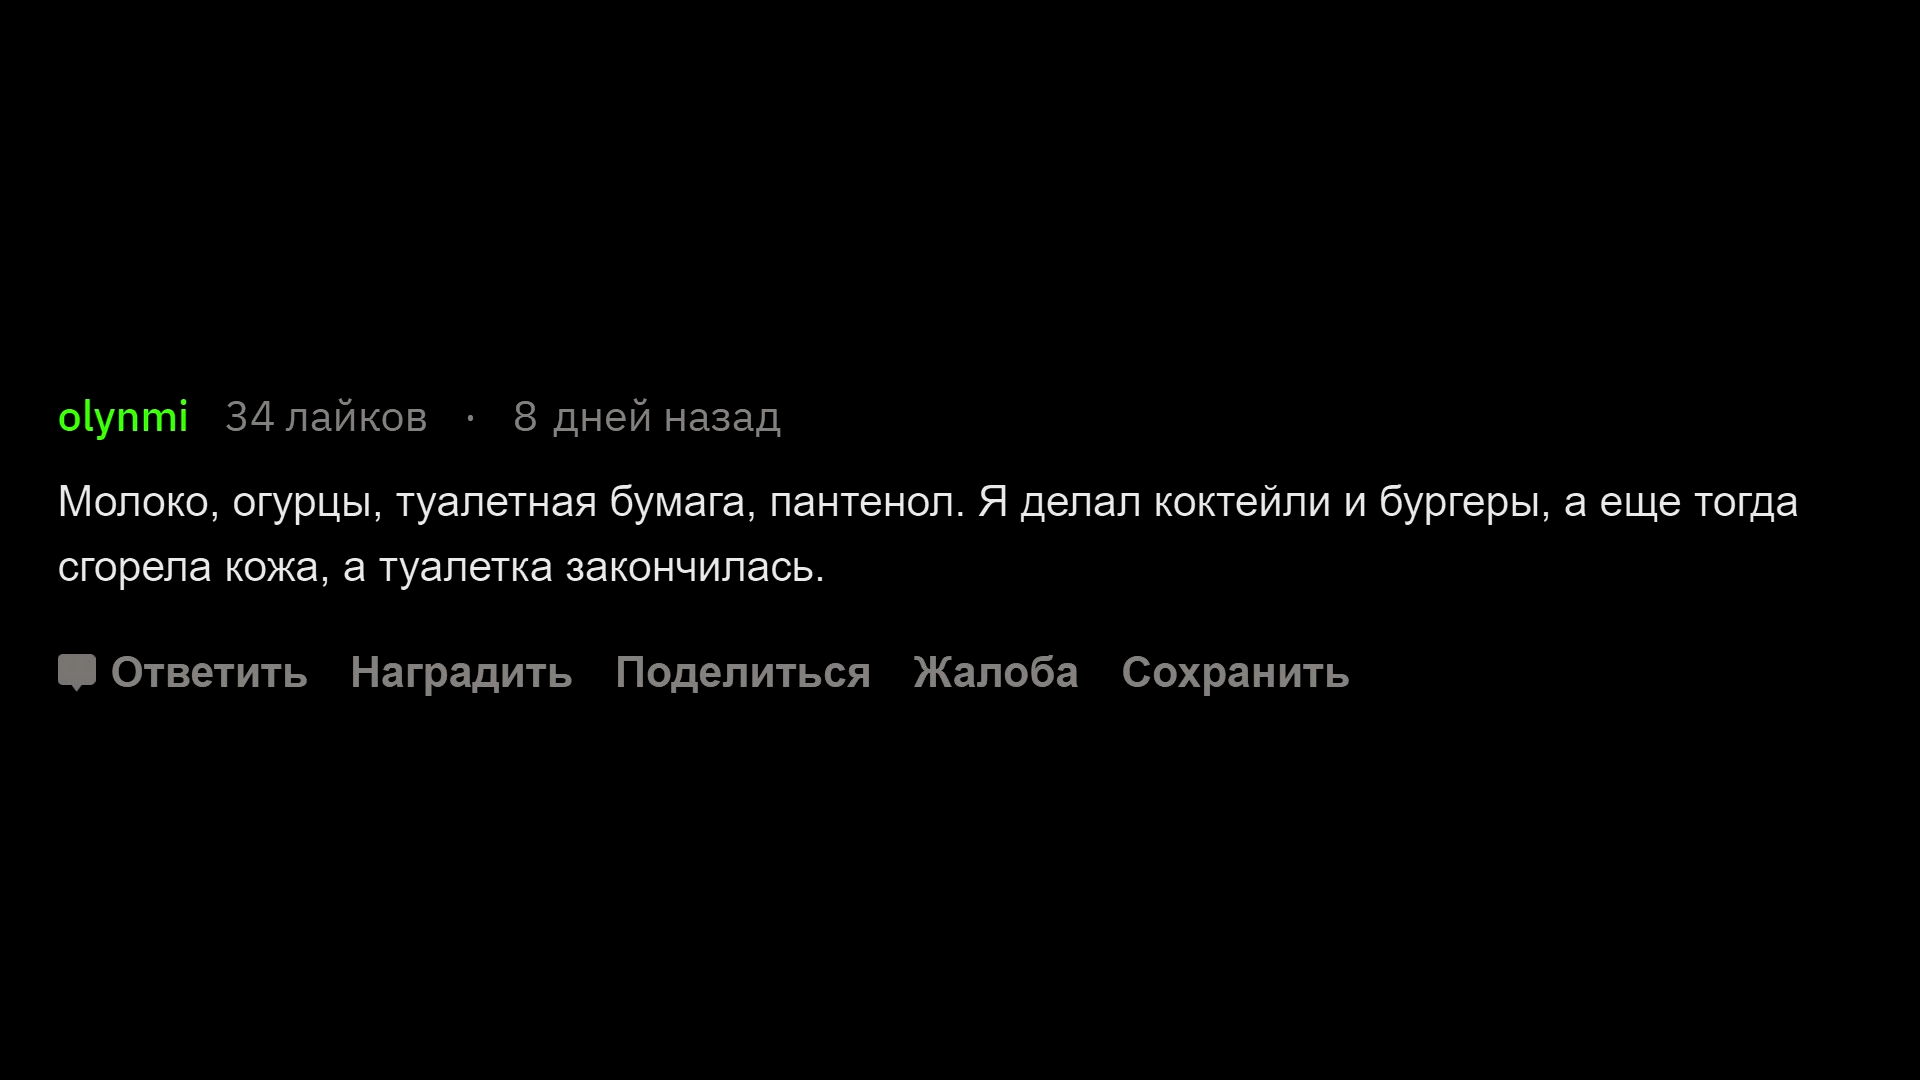 olynmi 34 лайков · 8 дней назад
Молоко, огурцы, туалетная бумага, пантенол. Я делал коктейли и бургеры, а еще тогда
сгорела кожа, а туалетка закончилась.
Ответить Наградить Поделиться Жалоба Сохранить